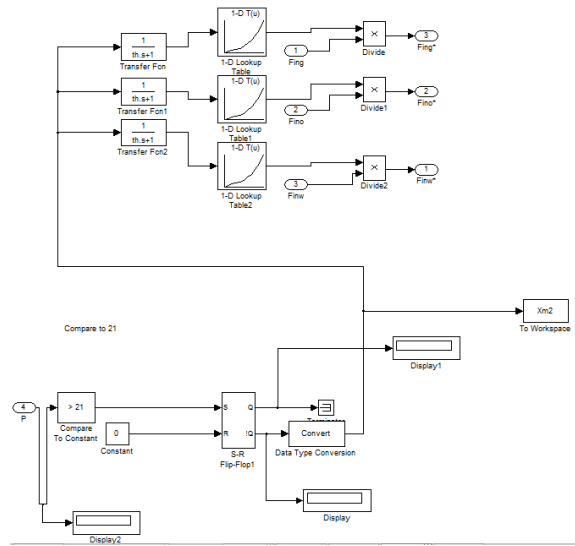 1-D T(u)
1
th.s+1
Transfer Fcn
1-D Lookup
Table
1
Fing
×
Divide
3
Fing*
1-D T(u)
1
th.s+1
Transfer Fcn1
1-D Lookup
Table1
2
Fino
×
Divide1
2
Fino*
1
th.s+1
Transfer Fcn2
1-D T(u)
1-D Lookup
Table2
3
Finw
×
Divide2
1
Finw*
Xm2
To Workspace
Compare to 21
Display1
4
P
> 21
Compare
To Constant
0
Constant
S
Q
R
!Q
S-R
Flip-Flop1
Terminator
Convert
Data Type Conversion
Display
Display2